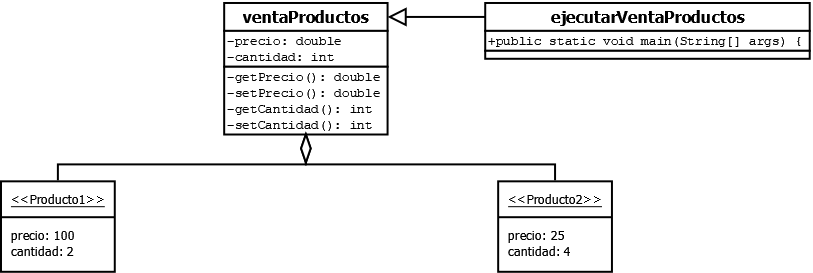 ventaProductos
-precio: double
-cantidad: int
-getPrecio(): double
-setPrecio(): double
-getCantidad(): int
-setCantidad(): int
ejecutarVentaProductos
+public static void main(String[] args) {
<<Producto1>>
precio: 100
cantidad: 2
<<Producto2>>
precio: 25
cantidad: 4